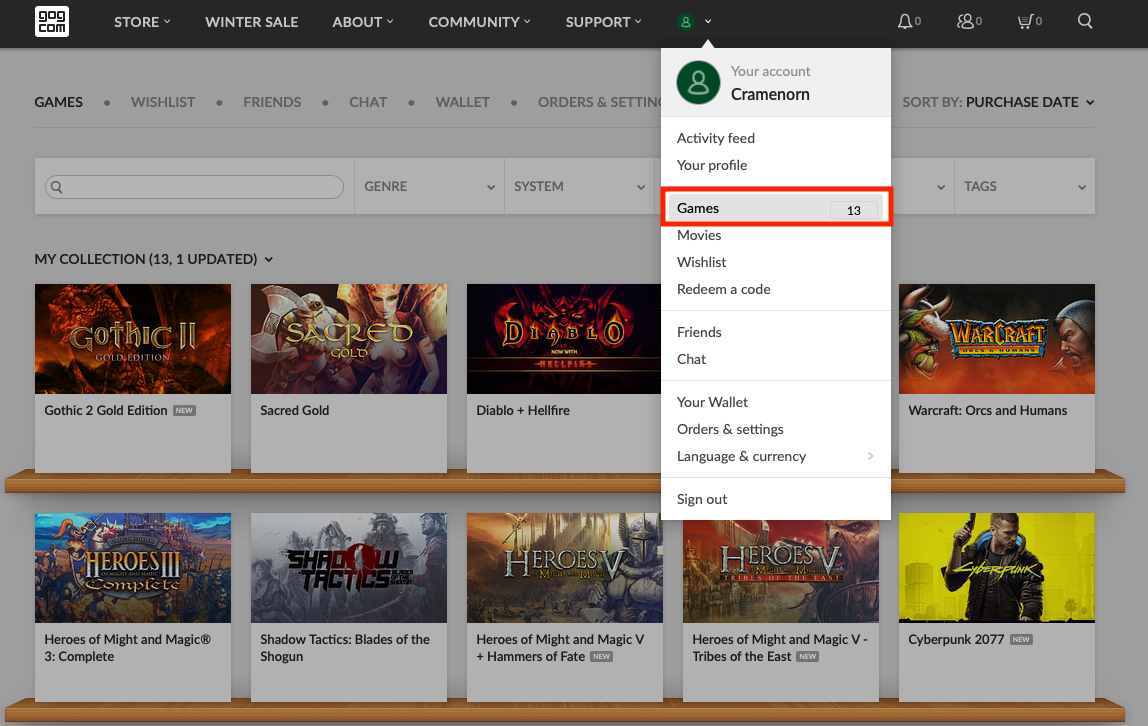 gog
com
STORE WINTER SALE ABOUT COMMUNITY SUPPORT 0 0 0
Your account
Cramenorn
GAMES • WISHLIST • FRIENDS • CHAT • WALLET • ORDERS & SETTIN SORT BY: PURCHASE DATE
Activity feed
Your profile
GENRE SYSTEM TAGS
Games 13
Movies
Wishlist
Redeem a code
Friends
Chat
Your Wallet
Orders & settings
Language & currency
Sign out
MY COLLECTION (13, 1 UPDATED)
GOTHIC II
GOLD EDITION
SACRED
GOLD
DIABLO
NOW WITH
HELLFIRE
WARCRAFT
ORCS & HUMANS
Gothic 2 Gold Edition NEW
Sacred Gold
Diablo + Hellfire
Warcraft: Orcs and Humans
HEROES III
OF MIGHT AND MAGIC
Complete
SHADOW
TACTICS
BLADES
OF THE
SHOGUN
HEROES V
OF MIGHT AND MAGIC
HEROES V
OF MIGHT AND MAGIC
TRIBES OF THE EAST
CYBERPUNK
Heroes of Might and Magic®
3: Complete
Shadow Tactics: Blades of the
Shogun
Heroes of Might and Magic V
+ Hammers of Fate NEW
Heroes of Might and Magic V -
Tribes of the East NEW
Cyberpunk 2077 NEW